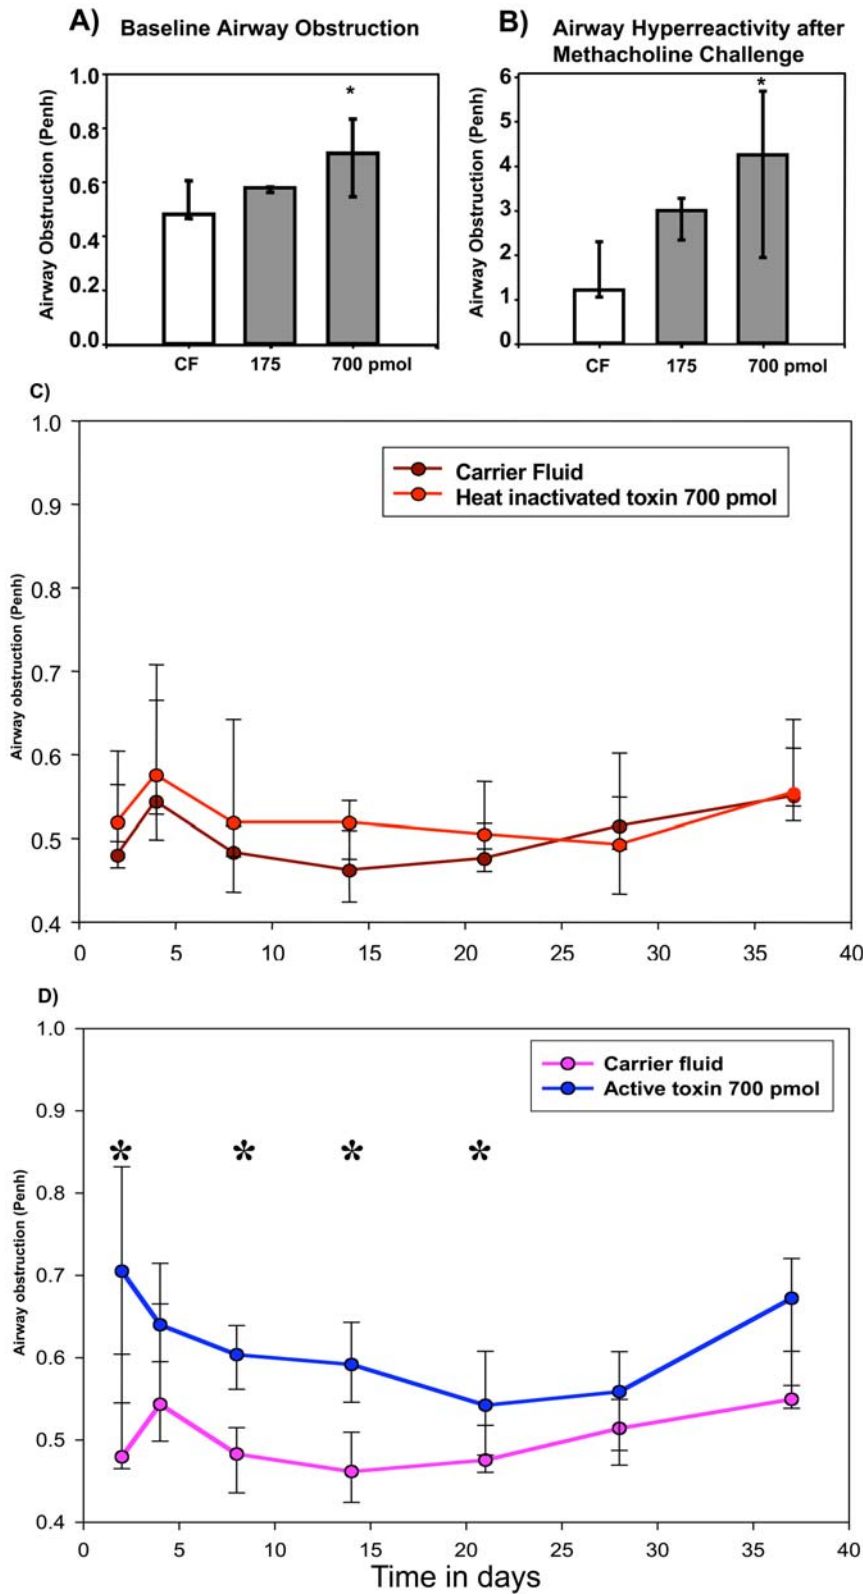 A) Baseline Airway Obstruction
Airway Obstruction (Penh)
1.0
0.8
0.6
0.4
0.2
0.0
*
CF 175 700 pmol
B) Airway Hyperreactivity after
Methacholine Challenge
Airway Obstruction (Penh)
6
5
4
3
2
1
0
*
CF 175 700 pmol
C)
Airway obstruction (Penh)
1.0
0.9
0.8
0.7
0.6
0.5
0.4
Carrier Fluid
Heat inactivated toxin 700 pmol
0 5 10 15 20 25 30 35 40
D)
Airway obstruction (Penh)
1.0
0.9
0.8
0.7
0.6
0.5
0.4
Carrier fluid
Active toxin 700 pmol
* * * *
0 5 10 15 20 25 30 35 40
Time in days